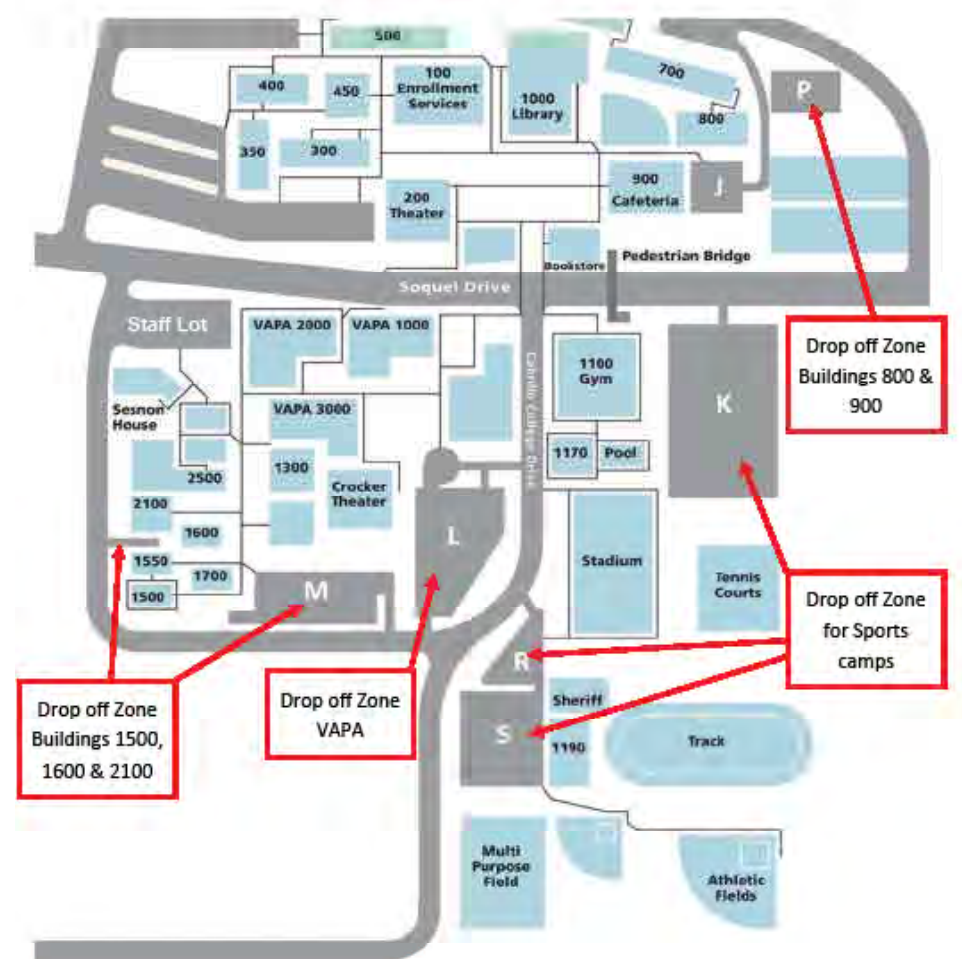 500
400
450
100
Enrollment
Services
1000
Library
700
P
800
350
300
200
Theater
900
Cafeteria
J
Bookstore
Pedestrian Bridge
Soquel Drive
Staff Lot
VAPA 2000
VAPA 1000
Cabrillo College Drive
1100
Gym
K
Drop off Zone
Buildings 800 &
900
Sesnon
House
VAPA 3000
1170
Pool
2500
1300
Crocker
Theater
2100
1600
L
1550
1700
1500
M
Stadium
Tennis
Courts
Drop off Zone
for Sports
camps
R
Drop off Zone
Buildings 1500,
1600 & 2100
Drop off Zone
VAPA
Sheriff
S
1190
Track
Multi
Purpose
Field
Athletic
Fields